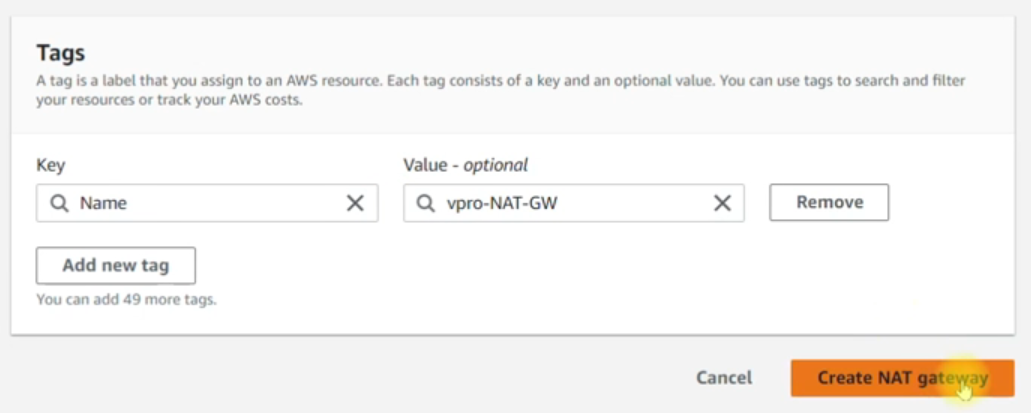 Tags
A tag is a label that you assign to an AWS resource. Each tag consists of a key and an optional value. You can use tags to search and filter
your resources or track your AWS costs.
Key
Value - optional
Name
vpro-NAT-GW
Remove
Add new tag
You can add 49 more tags.
Cancel
Create NAT gateway